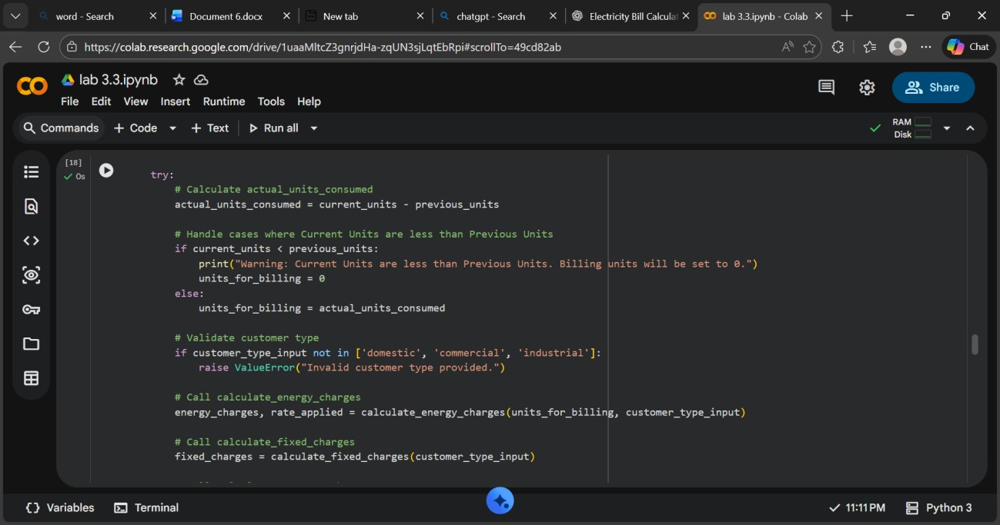 word - Search
Document 6.docx
New tab
chatgpt - Search
Electricity Bill Calcula
lab 3.3.ipynb - Colab
https://colab.research.google.com/drive/1uaaMltcZ3gnrjdHa-zqUN3sjLqtEbRpi#scrollTo=49cd82ab
Chat
lab 3.3.ipynb
File Edit View Insert Runtime Tools Help
Share
Commands + Code + Text Run all
RAM
Disk
[18]
0s
try:
# Calculate actual_units_consumed
actual_units_consumed = current_units - previous_units
# Handle cases where Current Units are less than Previous Units
if current_units < previous_units:
print("Warning: Current Units are less than Previous Units. Billing units will be set to 0.")
units_for_billing = 0
else:
units_for_billing = actual_units_consumed
# Validate customer type
if customer_type_input not in ['domestic', 'commercial', 'industrial']:
raise ValueError("Invalid customer type provided.")
# Call calculate_energy_charges
energy_charges, rate_applied = calculate_energy_charges(units_for_billing, customer_type_input)
# Call calculate_fixed_charges
fixed_charges = calculate_fixed_charges(customer_type_input)
Variables Terminal
11:11 PM Python 3